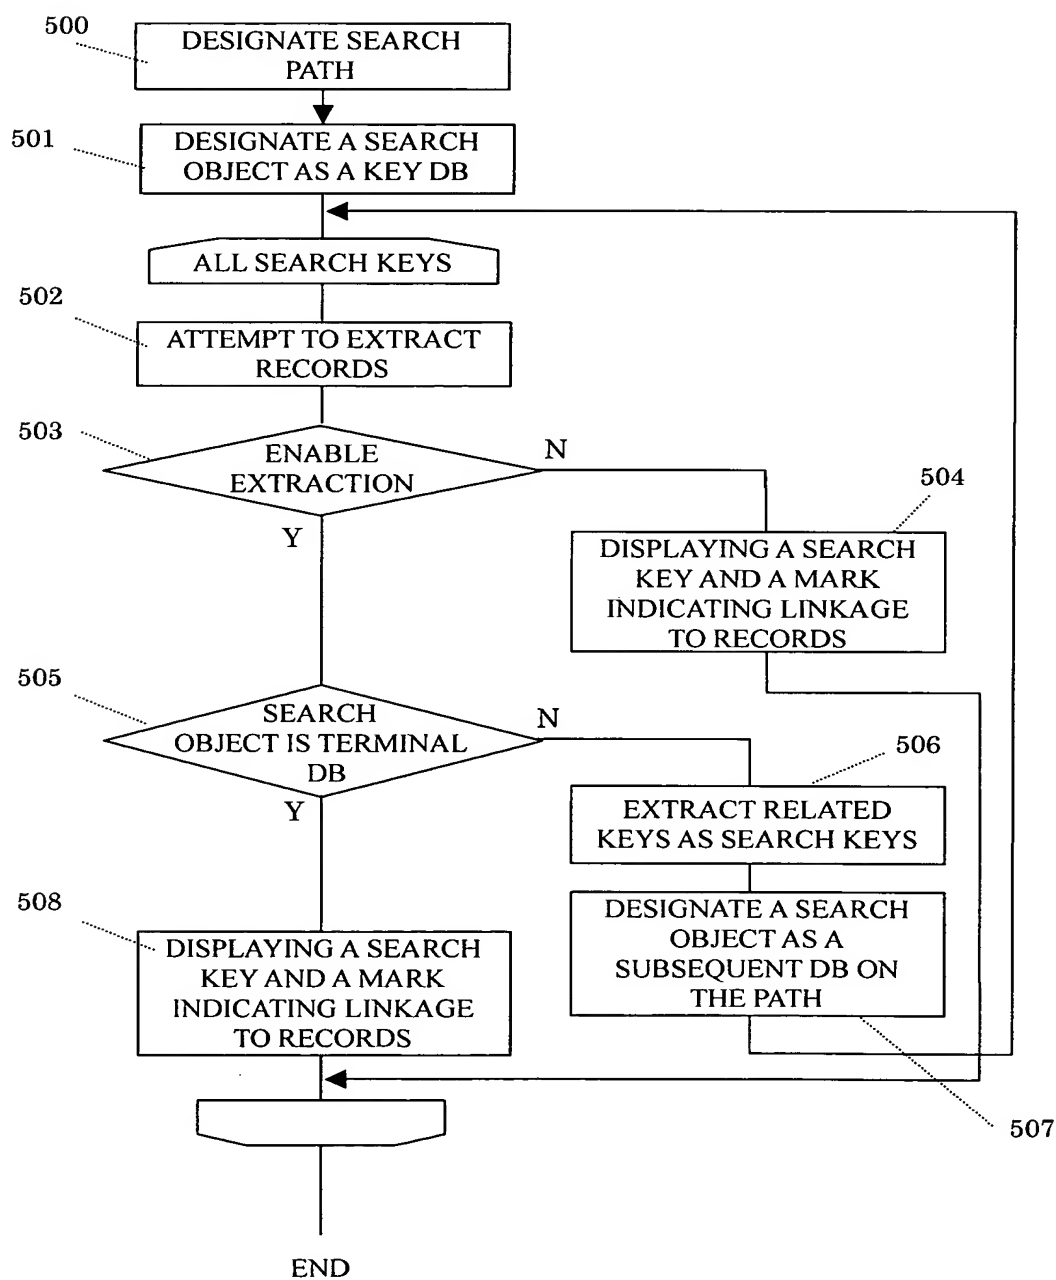 500
DESIGNATE SEARCH
PATH
501
DESIGNATE A SEARCH
OBJECT AS A KEY DB
ALL SEARCH KEYS
502
ATTEMPT TO EXTRACT
RECORDS
503
ENABLE
EXTRACTION
N
Y
504
DISPLAYING A SEARCH
KEY AND A MARK
INDICATING LINKAGE
TO RECORDS
505
SEARCH
OBJECT IS TERMINAL
DB
N
Y
506
EXTRACT RELATED
KEYS AS SEARCH KEYS
DESIGNATE A SEARCH
OBJECT AS A
SUBSEQUENT DB ON
THE PATH
507
508
DISPLAYING A SEARCH
KEY AND A MARK
INDICATING LINKAGE
TO RECORDS
END